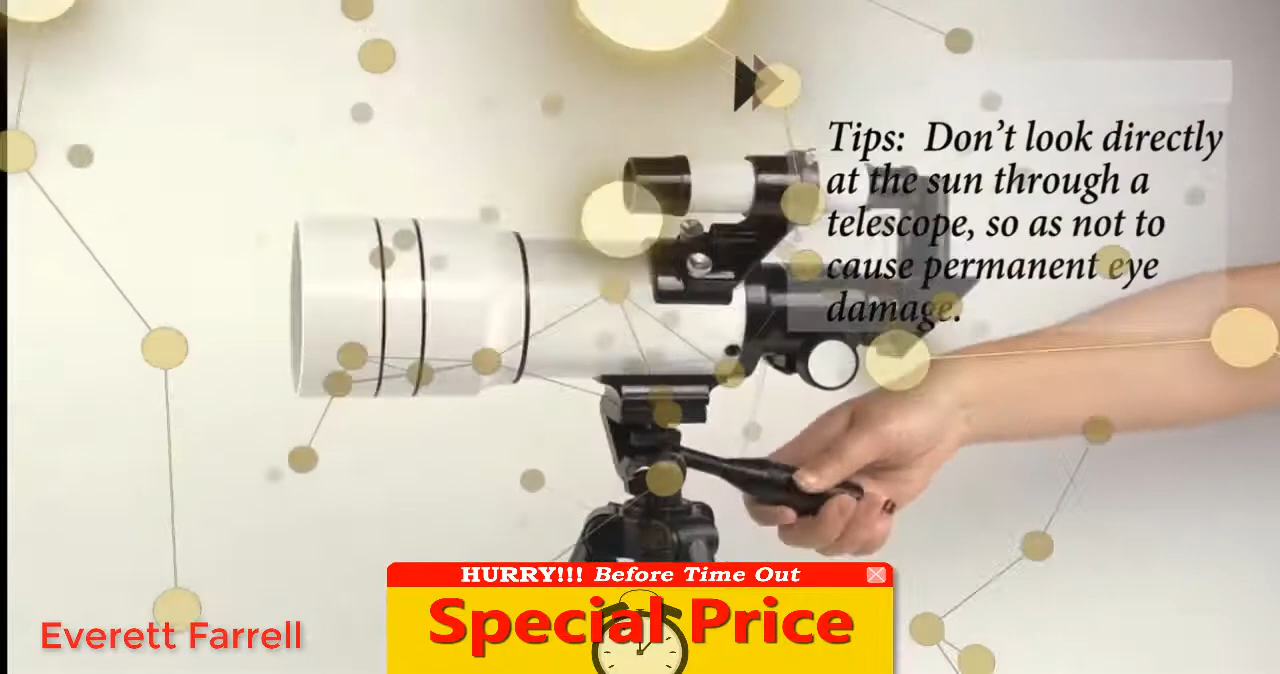 Tips:  Don't look directly
at the sun through a
telescope, so as not to
cause permanent eye
damage.
HURRY!!! Before Time Out
Special Price
Everett Farrell